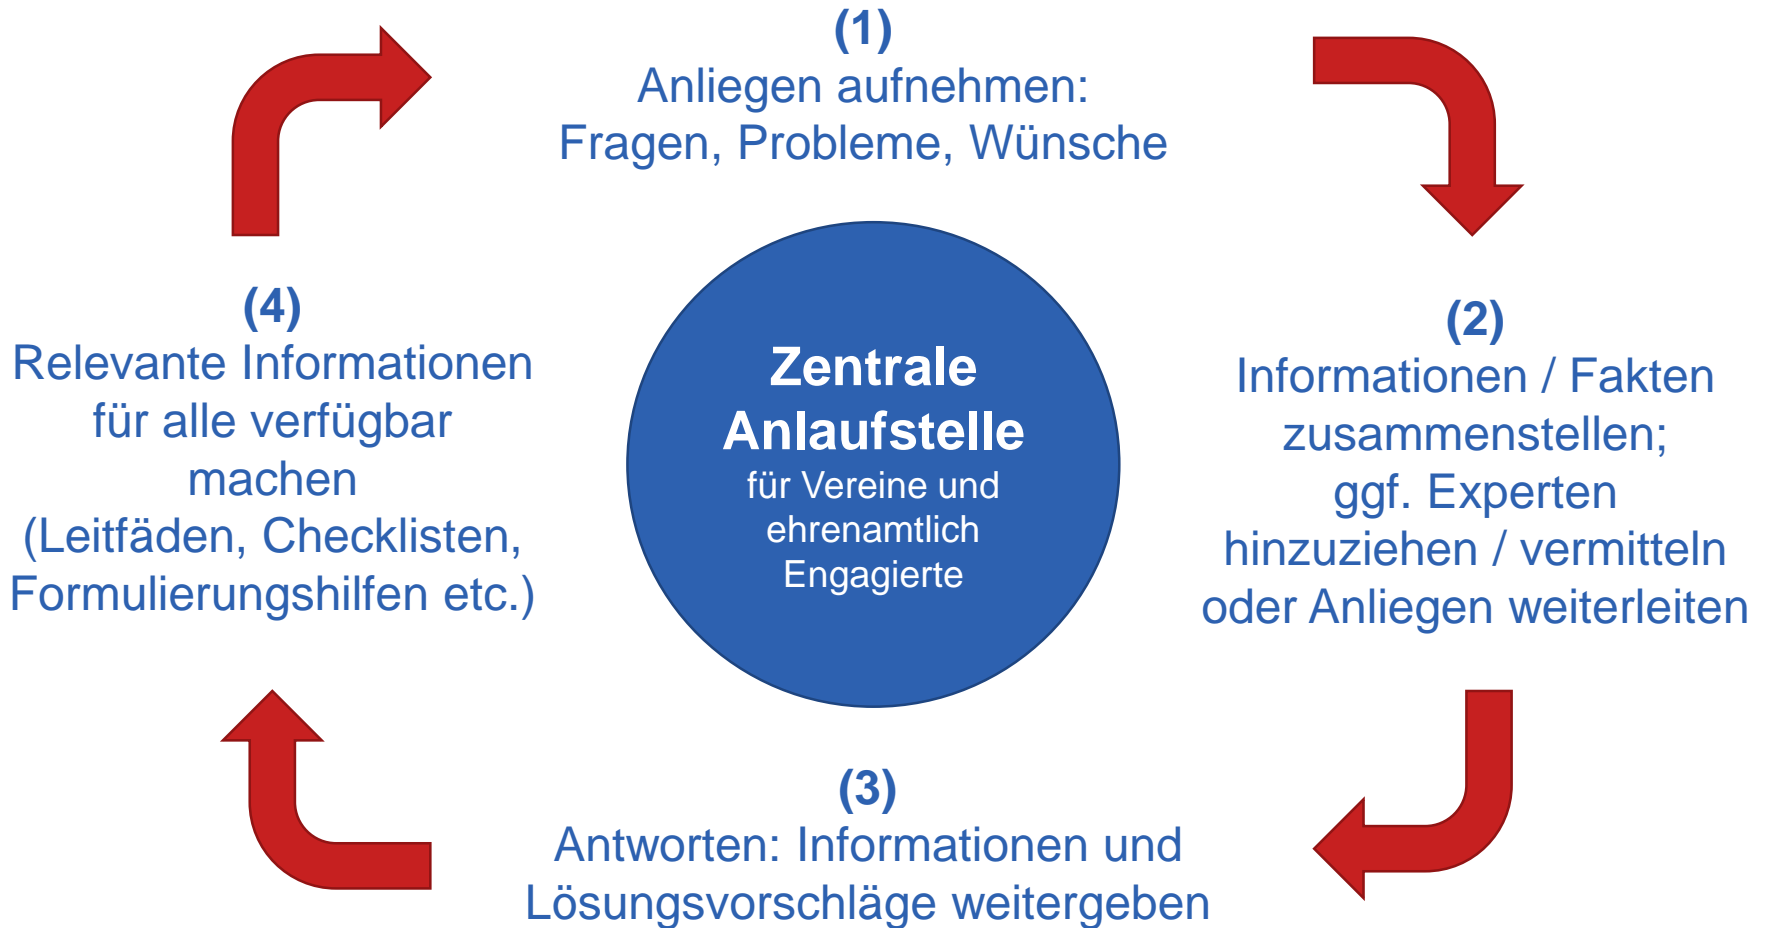 (1)
Anliegen aufnehmen:
Fragen, Probleme, Wünsche
(2)
Informationen / Fakten
zusammenstellen;
ggf. Experten
hinzuziehen / vermitteln
oder Anliegen weiterleiten
(3)
Antworten: Informationen und
Lösungsvorschläge weitergeben
(4)
Relevante Informationen
für alle verfügbar
machen
(Leitfäden, Checklisten,
Formulierungshilfen etc.)
Zentrale
Anlaufstelle
für Vereine und
ehrenamtlich
Engagierte